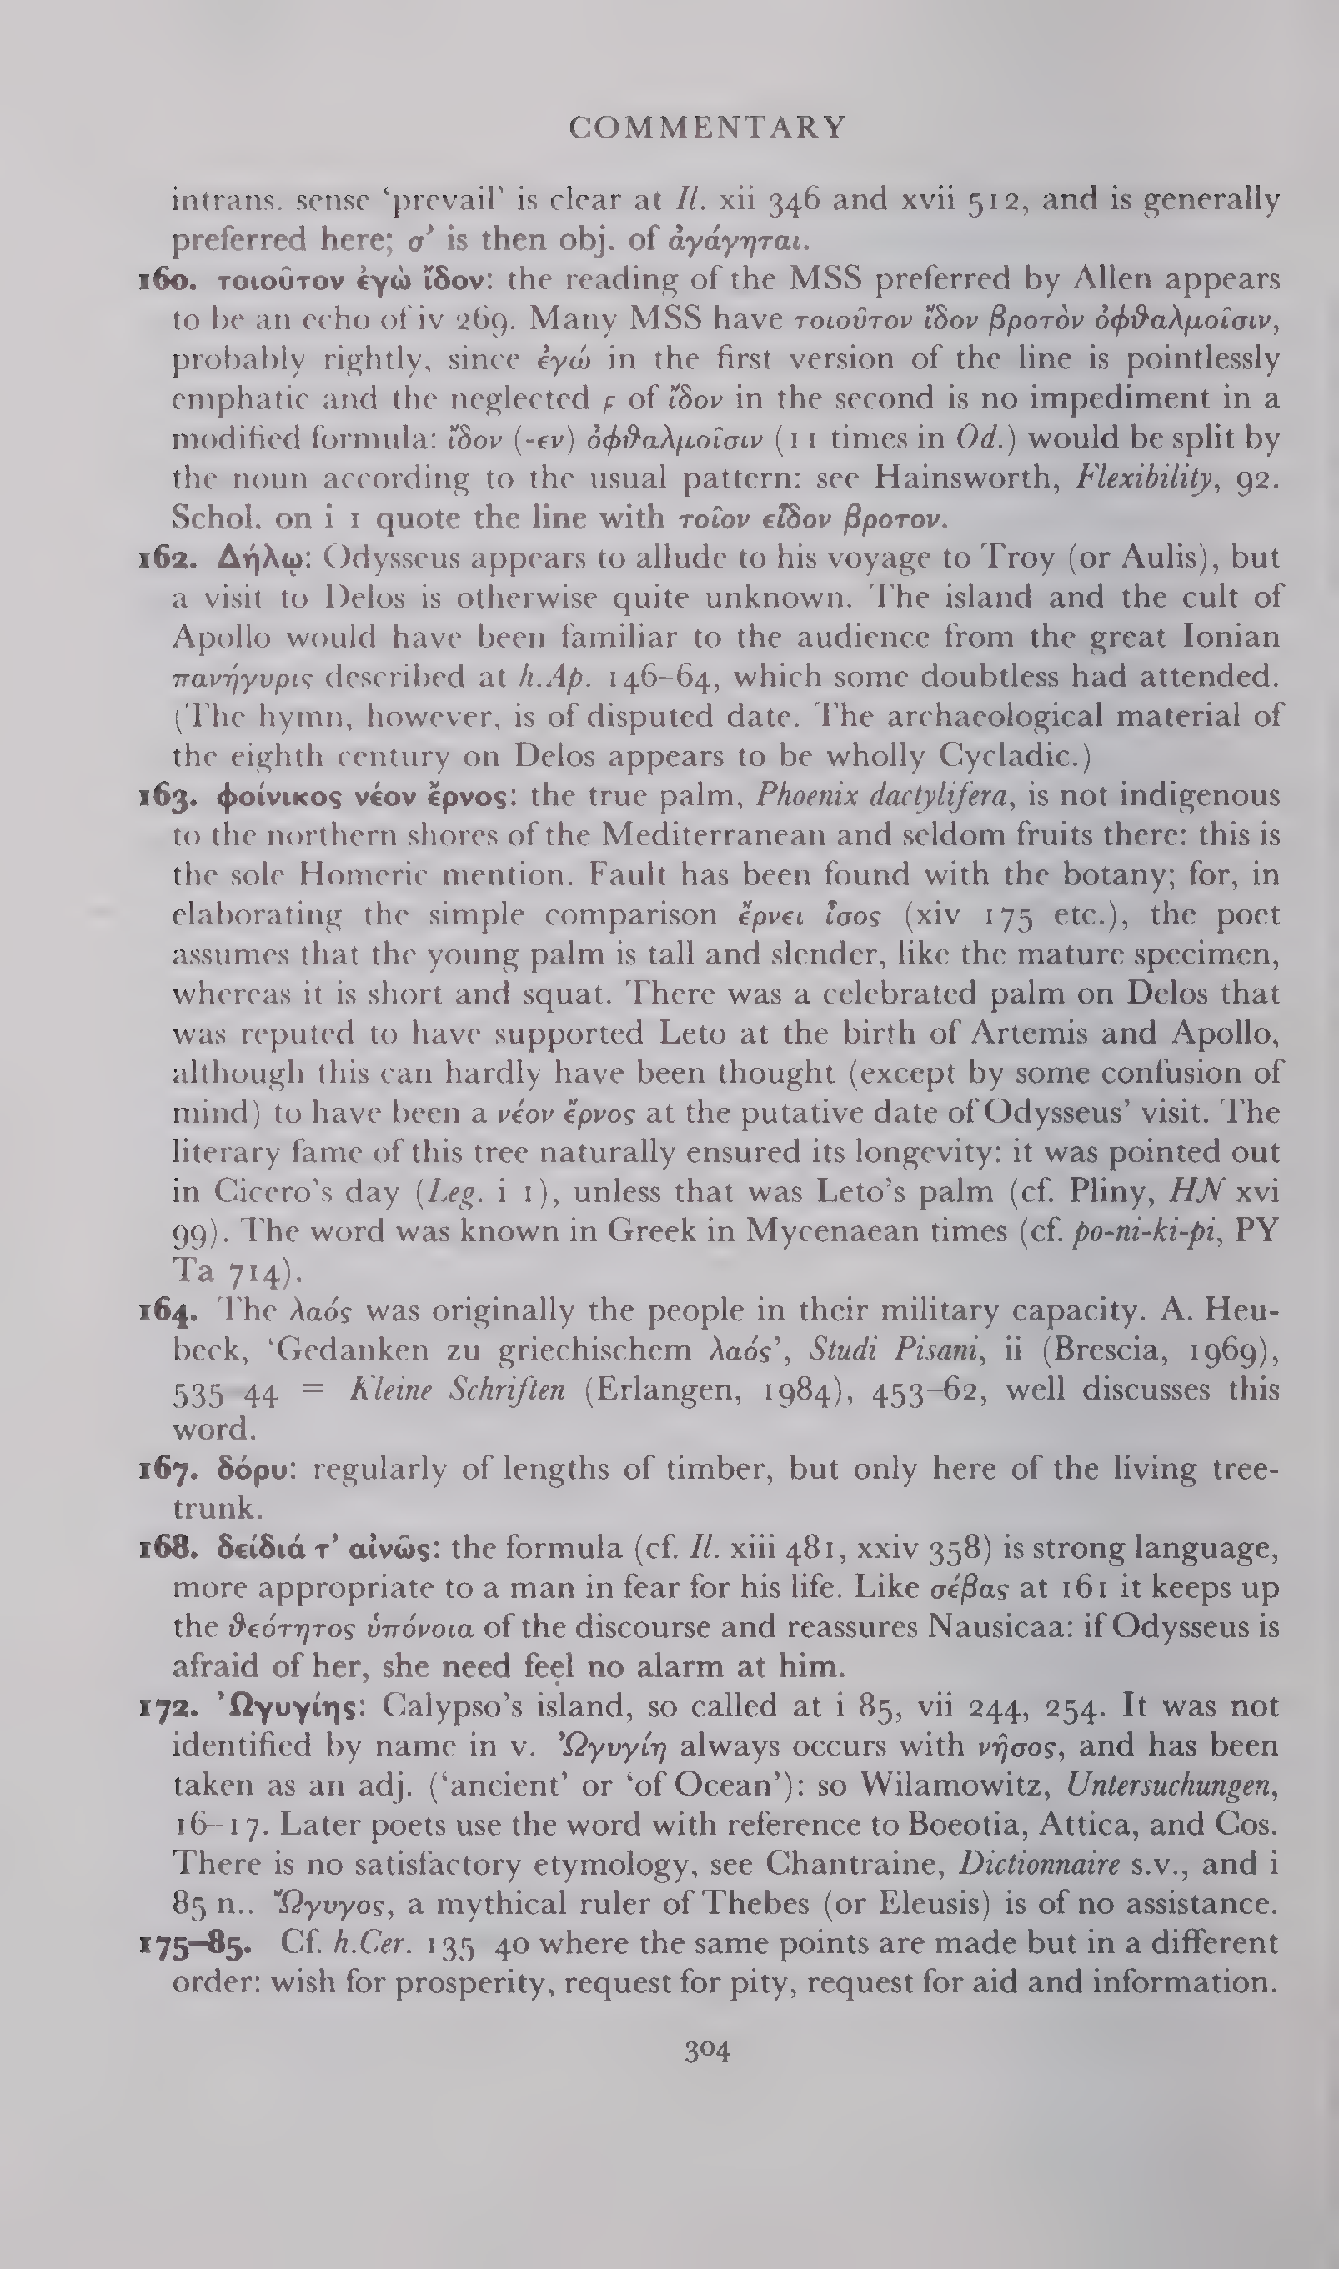 COMMENTARY
intrans. sense ‘prevail’ is clear at Il. xii 346 and xvii 512, and is generally
preferred here; σ’ is then obj. of ἀγάγηται.
160. τοιοῦτον ἐγὼ ἴδον: the reading of the MSS preferred by Allen appears
to be an echo of iv 269. Many MSS have τοιοῦτον ἴδον βροτὸν ὀφθαλμοῖσιν,
probably rightly, since ἐγώ in the first version of the line is pointlessly
emphatic and the neglected ϝ of ἴδον in the second is no impediment in a
modified formula: ἴδον (-εν) ὀφθαλμοῖσιν (11 times in Od.) would be split by
the noun according to the usual pattern: see Hainsworth, Flexibility, 92.
Schol. on i 1 quote the line with τοῖον εἶδον βροτον.
162. Δήλῳ: Odysseus appears to allude to his voyage to Troy (or Aulis), but
a visit to Delos is otherwise quite unknown. The island and the cult of
Apollo would have been familiar to the audience from the great Ionian
πανήγυρις described at h.Ap. 146–64, which some doubtless had attended.
(The hymn, however, is of disputed date. The archaeological material of
the eighth century on Delos appears to be wholly Cycladic.)
163. φοίνικος νέον ἔρνος: the true palm, Phoenix dactylifera, is not indigenous
to the northern shores of the Mediterranean and seldom fruits there: this is
the sole Homeric mention. Fault has been found with the botany; for, in
elaborating the simple comparison ἔρνεϊ ἶσος (xiv 175 etc.), the poet
assumes that the young palm is tall and slender, like the mature specimen,
whereas it is short and squat. There was a celebrated palm on Delos that
was reputed to have supported Leto at the birth of Artemis and Apollo,
although this can hardly have been thought (except by some confusion of
mind) to have been a νέον ἔρνος at the putative date of Odysseus’ visit. The
literary fame of this tree naturally ensured its longevity: it was pointed out
in Cicero’s day (Leg. i 1), unless that was Leto’s palm (cf. Pliny, HN xvi
99). The word was known in Greek in Mycenaean times (cf. po-ni-ki-pi, PY
Ta 714).
164. The λαός was originally the people in their military capacity. A. Heu-
beck, ‘Gedanken zu griechischem λαός’, Studi Pisani, ii (Brescia, 1969),
535–44 = Kleine Schriften (Erlangen, 1984), 453–62, well discusses this
word.
167. δόρυ: regularly of lengths of timber, but only here of the living tree-
trunk.
168. δείδιά τ’ αἰνῶς: the formula (cf. Il. xiii 481, xxiv 358) is strong language,
more appropriate to a man in fear for his life. Like σέβας at 161 it keeps up
the θεότητος ὑπόνοια of the discourse and reassures Nausicaa: if Odysseus is
afraid of her, she need feel no alarm at him.
172. Ὠγυγίης: Calypso’s island, so called at i 85, vii 244, 254. It was not
identified by name in v. Ὠγυγίη always occurs with νῆσος, and has been
taken as an adj. (‘ancient’ or ‘of Ocean’): so Wilamowitz, Untersuchungen,
16–17. Later poets use the word with reference to Boeotia, Attica, and Cos.
There is no satisfactory etymology, see Chantraine, Dictionnaire s.v., and i
85 n.. Ὤγυγος, a mythical ruler of Thebes (or Eleusis) is of no assistance.
175–85. Cf. h.Cer. 135–40 where the same points are made but in a different
order: wish for prosperity, request for pity, request for aid and information.
304